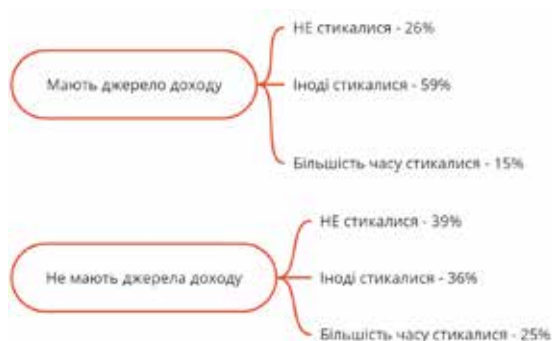 НЕ стикалися - 26%
Мають джерело доходу
Іноді стикалися - 59%
Більшість часу стикалися - 15%
НЕ стикалися - 39%
Не мають джерела доходу
Іноді стикалися - 36%
Більшість часу стикалися - 25%